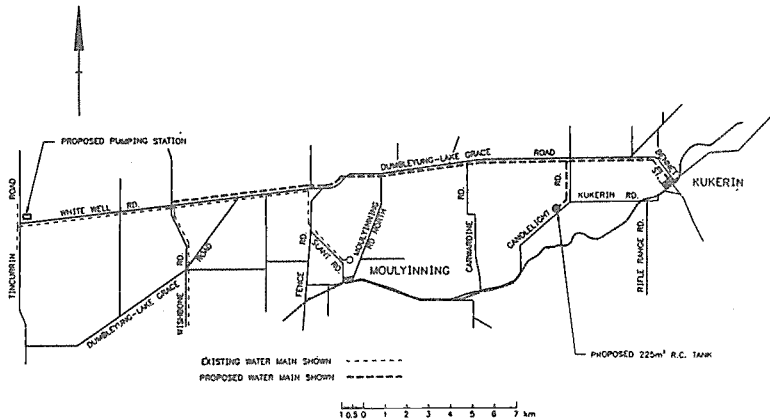 PROPOSED PUMPING STATION
DUMBLEYUNG-LAKE GRACE
ROAD
BENNEY
ST.
KUKERIN
RD.
KUKERIN RD.
CANDLELIGHT
WHITE WELL RD.
ROAD
TINCURRIN
ROAD
DUMBLEYUNG-LAKE GRACE
RD.
WISHBONE
RD.
FENCE
SLANT RD.
MOULYINNING
RD NORTH
MOULYINNING
RD.
CARWARDINE
RIFLE RANGE RD.
EXISTING WATER MAIN SHOWN
PROPOSED WATER MAIN SHOWN
PROPOSED 225m³ R.C. TANK
1 0.5 0 1 2 3 4 5 6 7 km